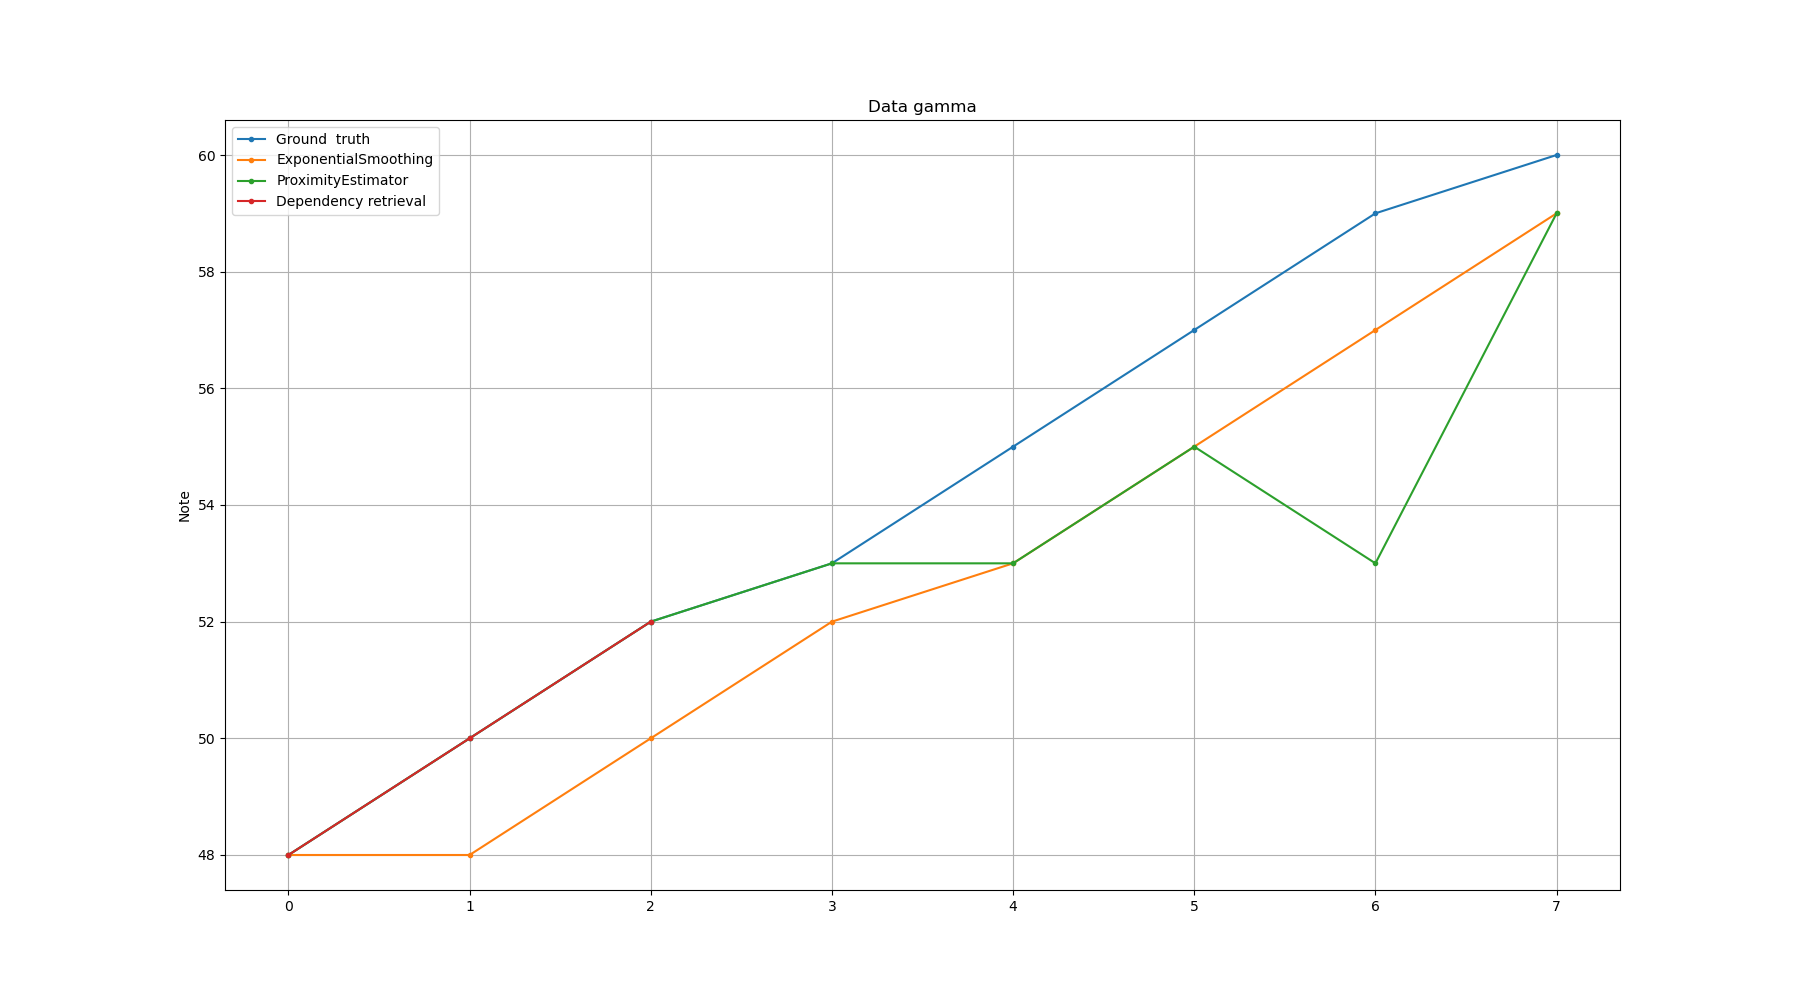 Data gamma
Ground  truth
ExponentialSmoothing
ProximityEstimator
Dependency retrieval
60
58
56
54
52
50
48
Note
0 1 2 3 4 5 6 7